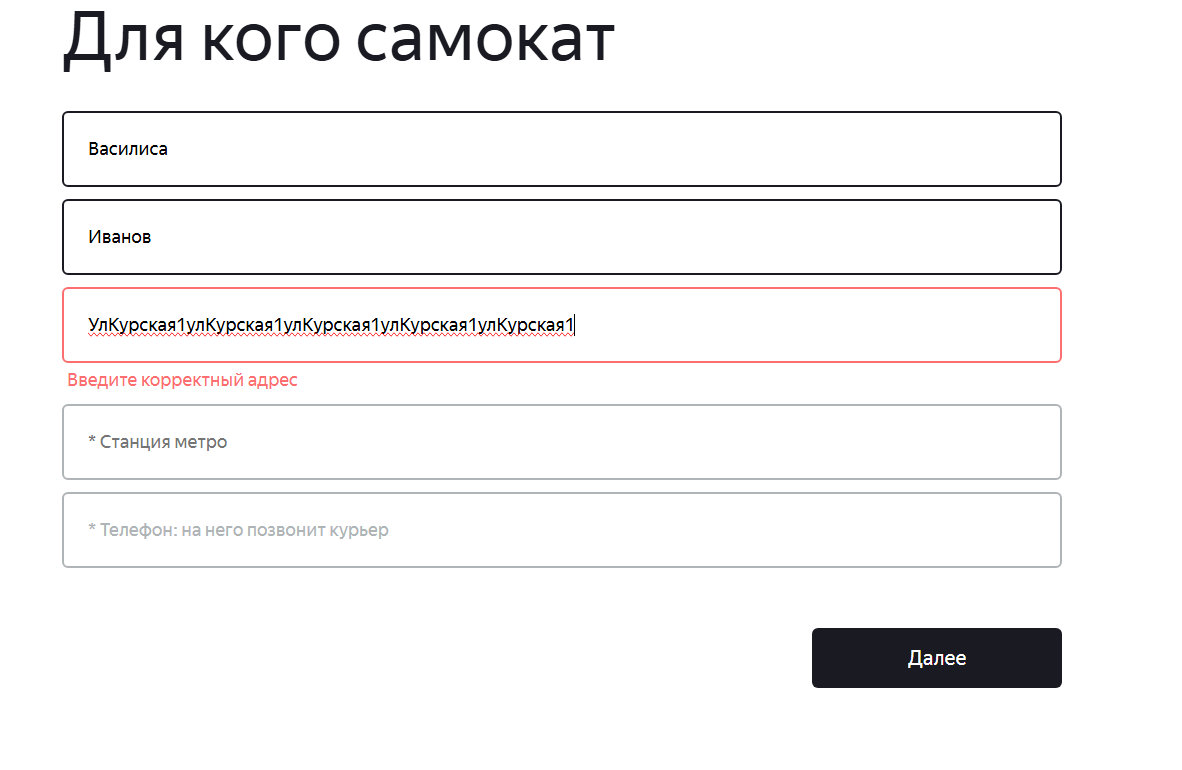 Для кого самокат
Василиса
Иванов
УлКурская1улКурская1улКурская1улКурская1улКурская1
Введите корректный адрес
* Станция метро
* Телефон: на него позвонит курьер
Далее